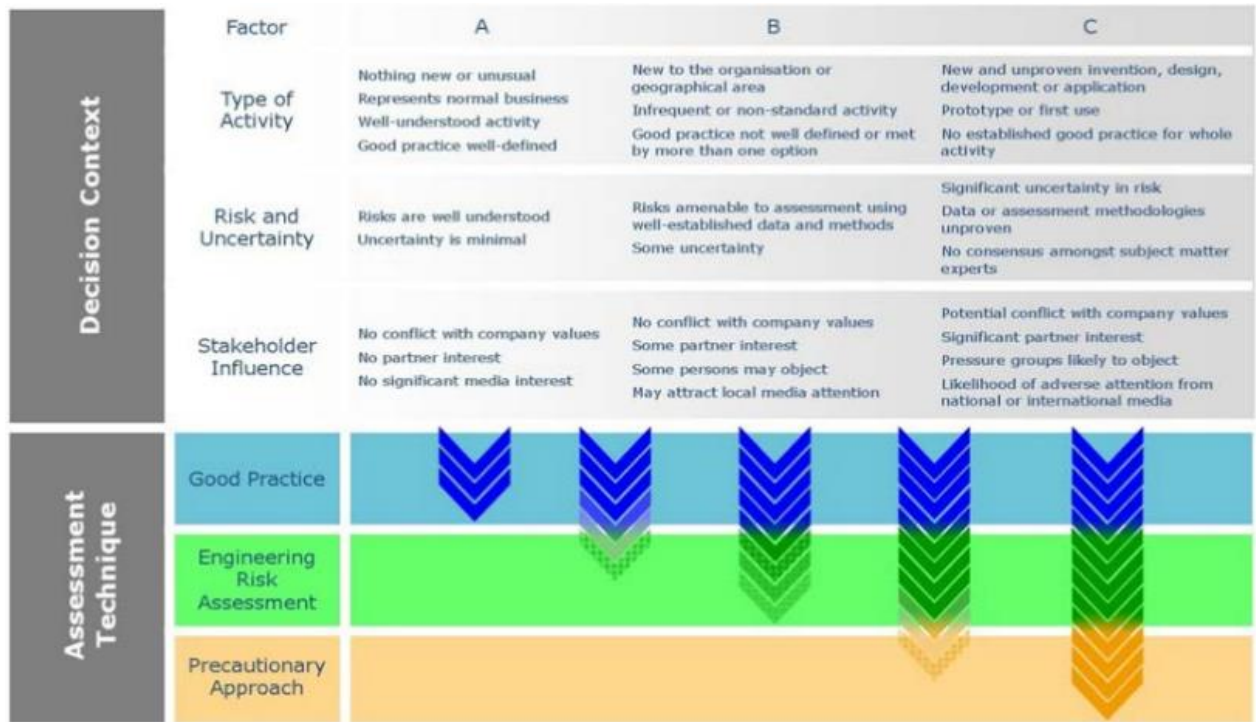 Decision Context
Factor
A
B
C
Type of
Activity
Nothing new or unusual
Represents normal business
Well-understood activity
Good practice well-defined
New to the organisation or
geographical area
Infrequent or non-standard activity
Good practice not well defined or met
by more than one option
New and unproven invention, design,
development or application
Prototype or first use
No established good practice for whole
activity
Risk and
Uncertainty
Risks are well understood
Uncertainty is minimal
Risks amenable to assessment using
well-established data and methods
Some uncertainty
Significant uncertainty in risk
Data or assessment methodologies
unproven
No consensus amongst subject matter
experts
Stakeholder
Influence
No conflict with company values
No partner interest
No significant media interest
No conflict with company values
Some partner interest
Some persons may object
May attract local media attention
Potential conflict with company values
Significant partner interest
Pressure groups likely to object
Likelihood of adverse attention from
national or international media
Assessment
Technique
Good Practice
Engineering
Risk
Assessment
Precautionary
Approach